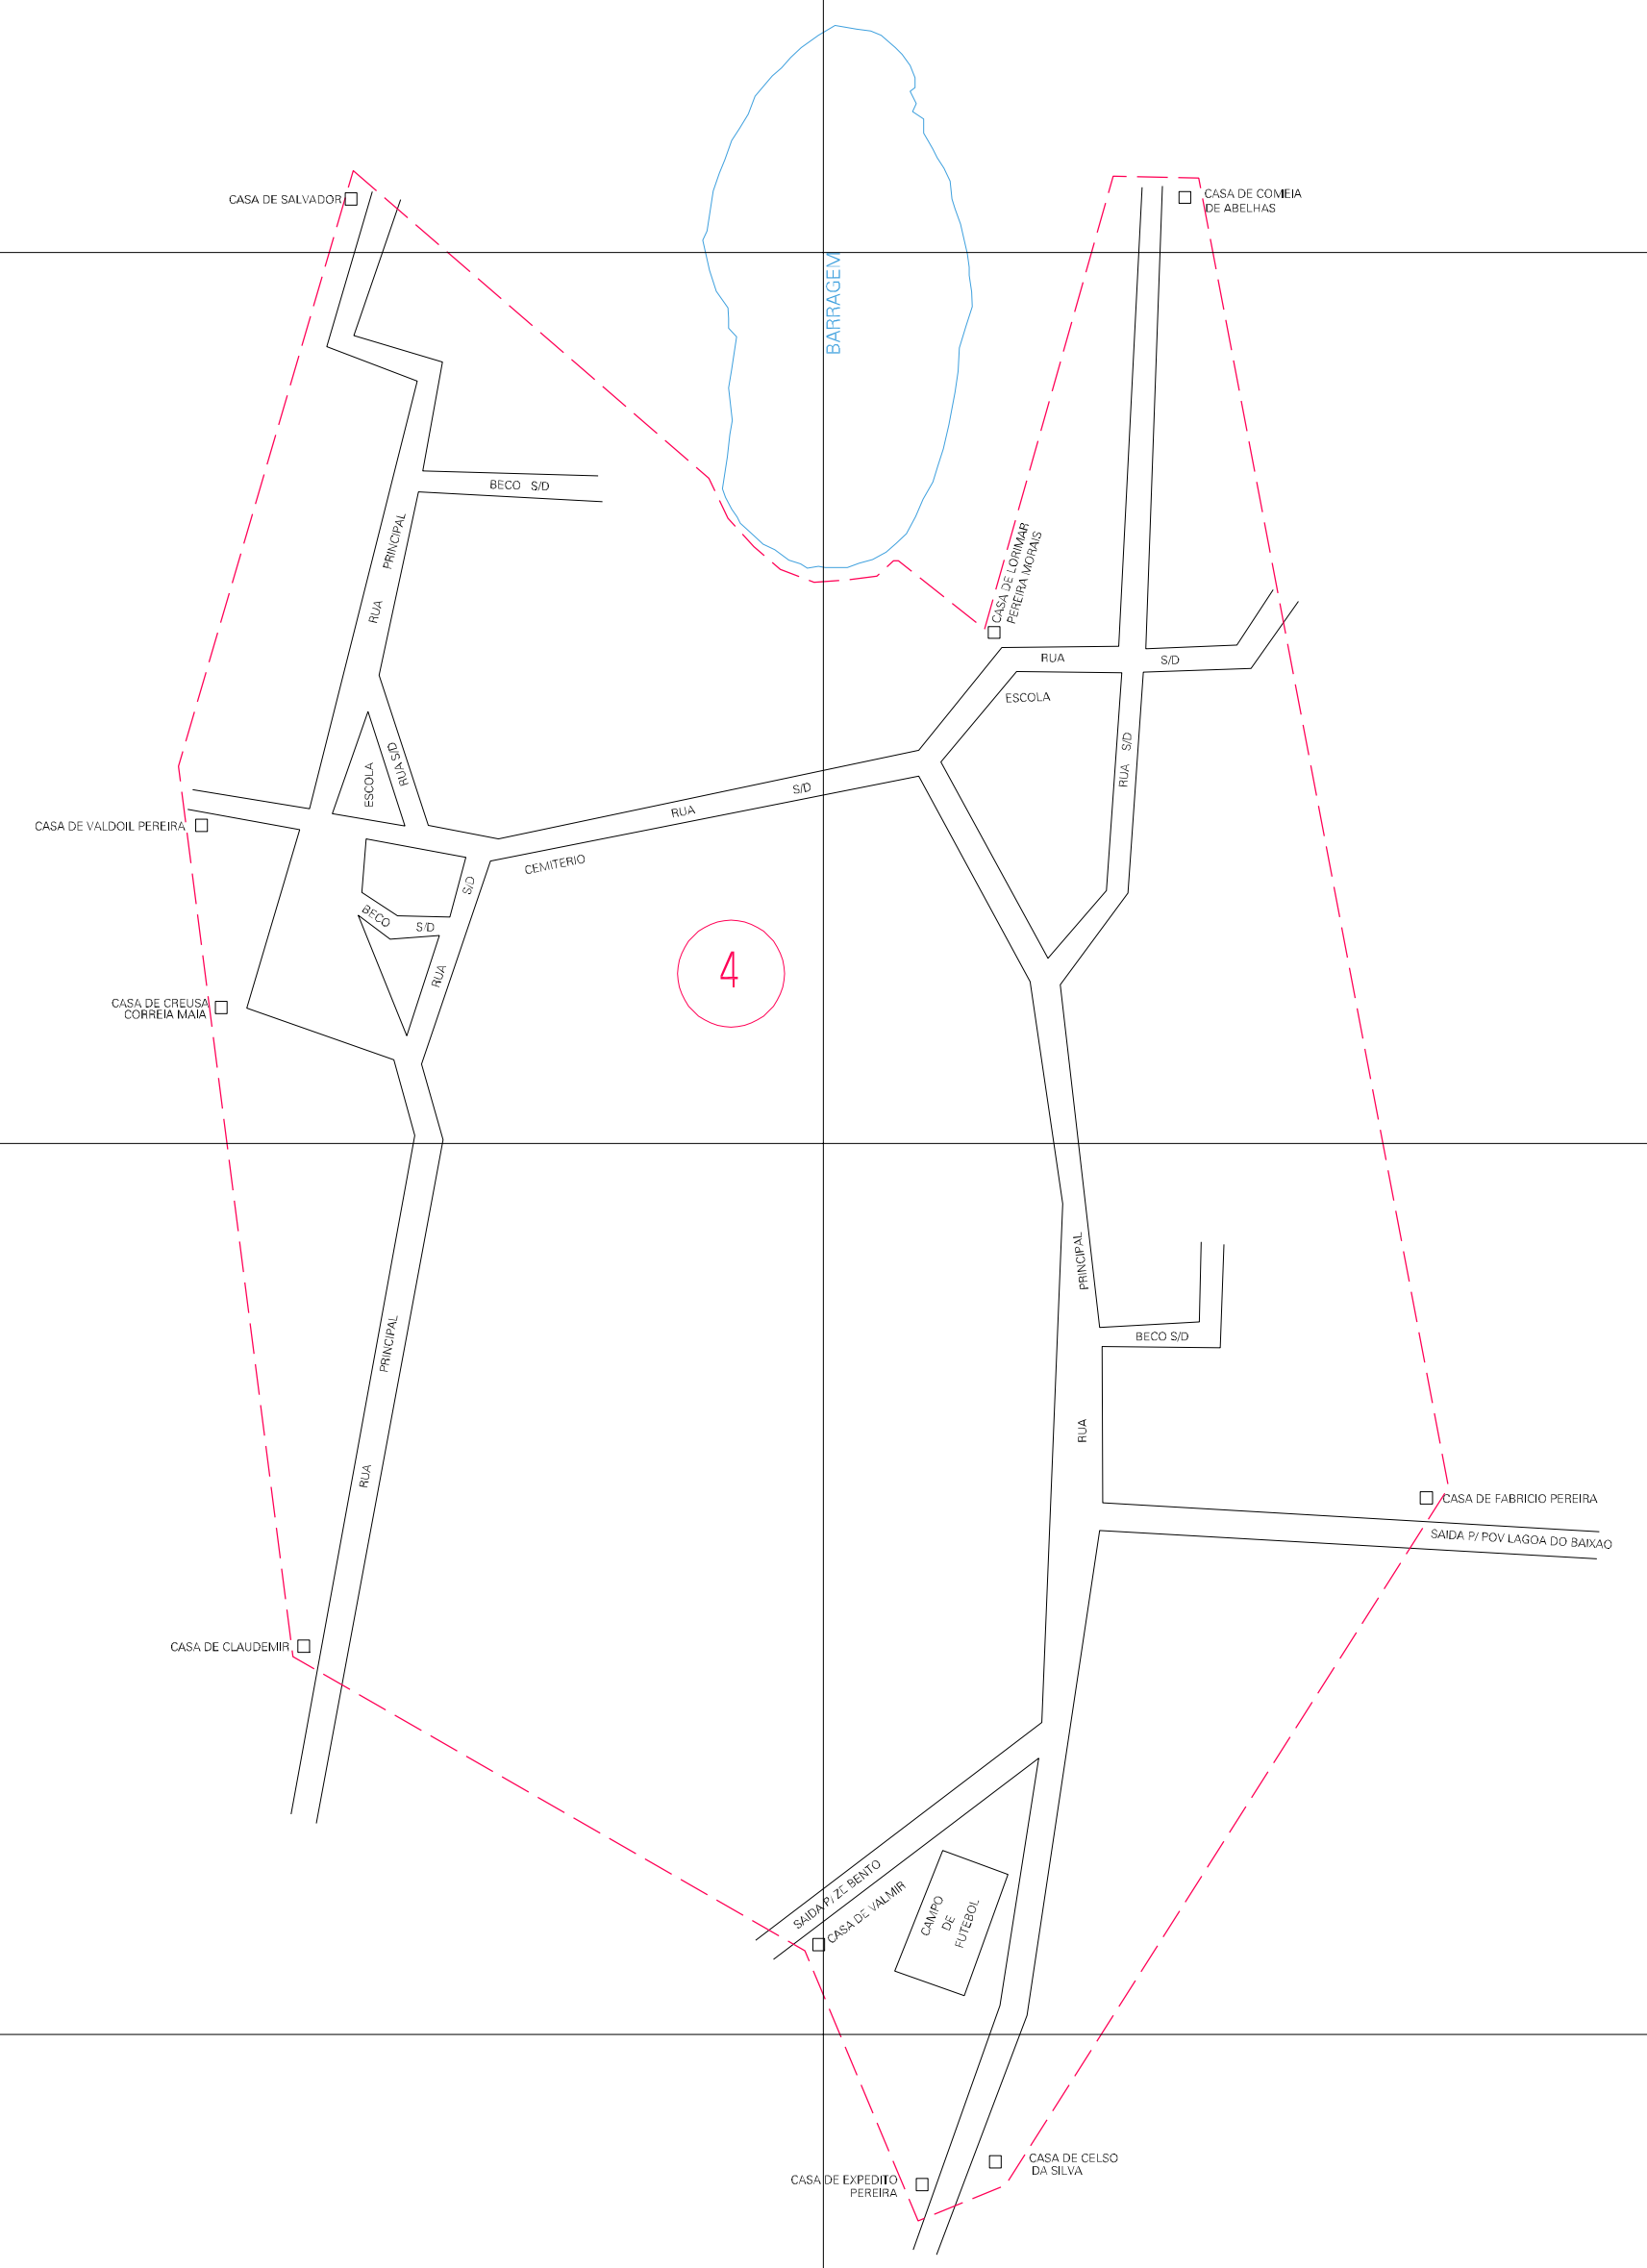 CASA DE SALVADOR
CASA DE COMEIA
DE ABELHAS
BARRAGEM
BECO S/D
RUA PRINCIPAL
CASA DE LORIMAR
PEREIRA MORAIS
RUA S/D
ESCOLA
RUA S/D
RUA S/D
ESCOLA
RUA S/D
CASA DE VALDOIL PEREIRA
CEMITERIO
RUA S/D
BECO S/D
4
CASA DE CREUSA
CORREIA MAIA
RUA PRINCIPAL
RUA PRINCIPAL
BECO S/D
CASA DE FABRICIO PEREIRA
SAIDA P/ POV LAGOA DO BAIXAO
CASA DE CLAUDEMIR
SAIDA P/ ZE BENTO
CASA DE VALMIR
CAMPO
DE
FUTEBOL
CASA DE CELSO
DA SILVA
CASA DE EXPEDITO
PEREIRA